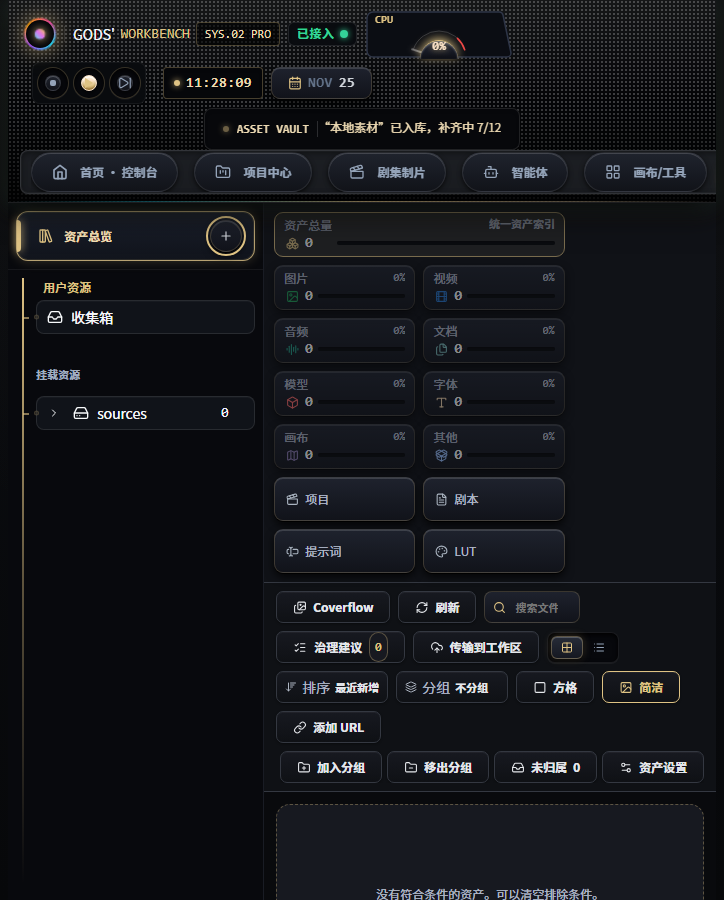 GODS' WORKBENCH SYS.02 PRO 已接入 CPU 0%
11:28:09 NOV 25
ASSET VAULT "本地素材" 已入库，补齐中 7/12
首页 · 控制台 项目中心 剧集制片 智能体 画布/工具
资产总览 +
用户资源
收集箱
挂载资源
sources 0
资产总量 统一资产索引
0
图片 0% 视频 0%
0 0
音频 0% 文档 0%
0 0
模型 0% 字体 0%
0 0
画布 0% 其他 0%
0 0
项目 剧本
提示词 LUT
Coverflow 刷新 搜索文件
治理建议 0 传输到工作区
排序 最近新增 分组 不分组 方格 简洁
添加 URL
加入分组 移出分组 未归属 0 资产设置
没有符合条件的资产。可以清空排除条件。